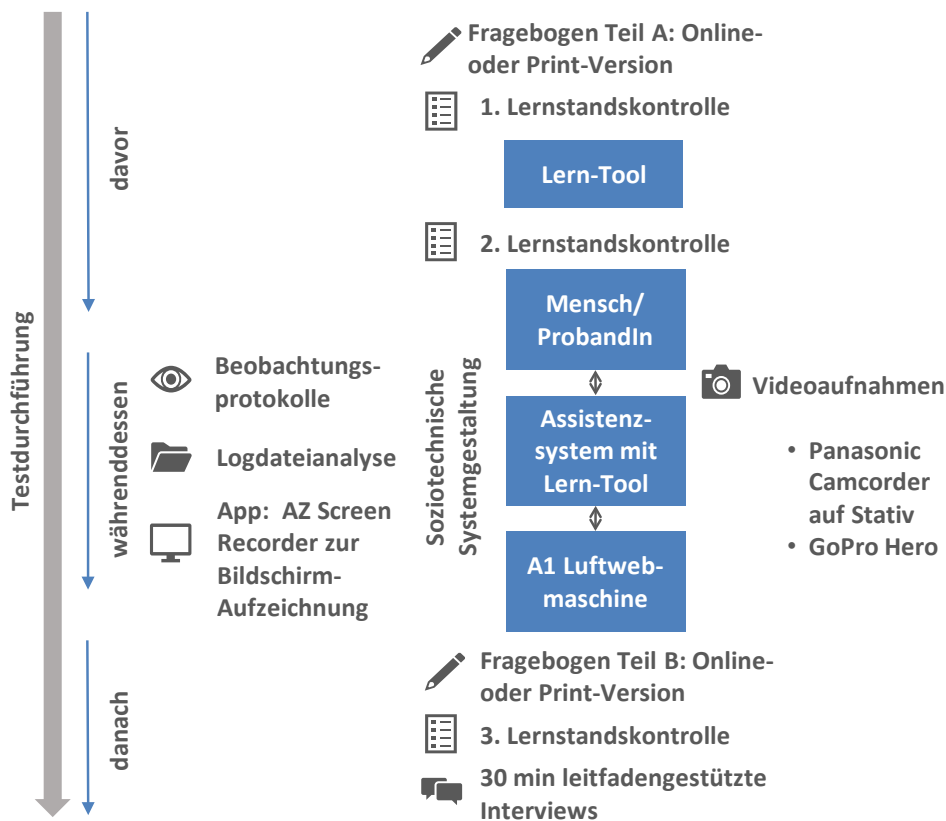 Testdurchführung
davor
Fragebogen Teil A: Online-
oder Print-Version
1. Lernstandskontrolle
Lern-Tool
2. Lernstandskontrolle
währenddessen
Beobachtungs-
protokolle
Logdateianalyse
App:  AZ Screen
Recorder zur
Bildschirm-
Aufzeichnung
Soziotechnische
Systemgestaltung
Mensch/
ProbandIn
Assistenz-
system mit
Lern-Tool
A1 Luftweb-
maschine
Videoaufnahmen
• Panasonic
Camcorder
auf Stativ
• GoPro Hero
danach
Fragebogen Teil B: Online-
oder Print-Version
3. Lernstandskontrolle
30 min leitfadengestützte
Interviews